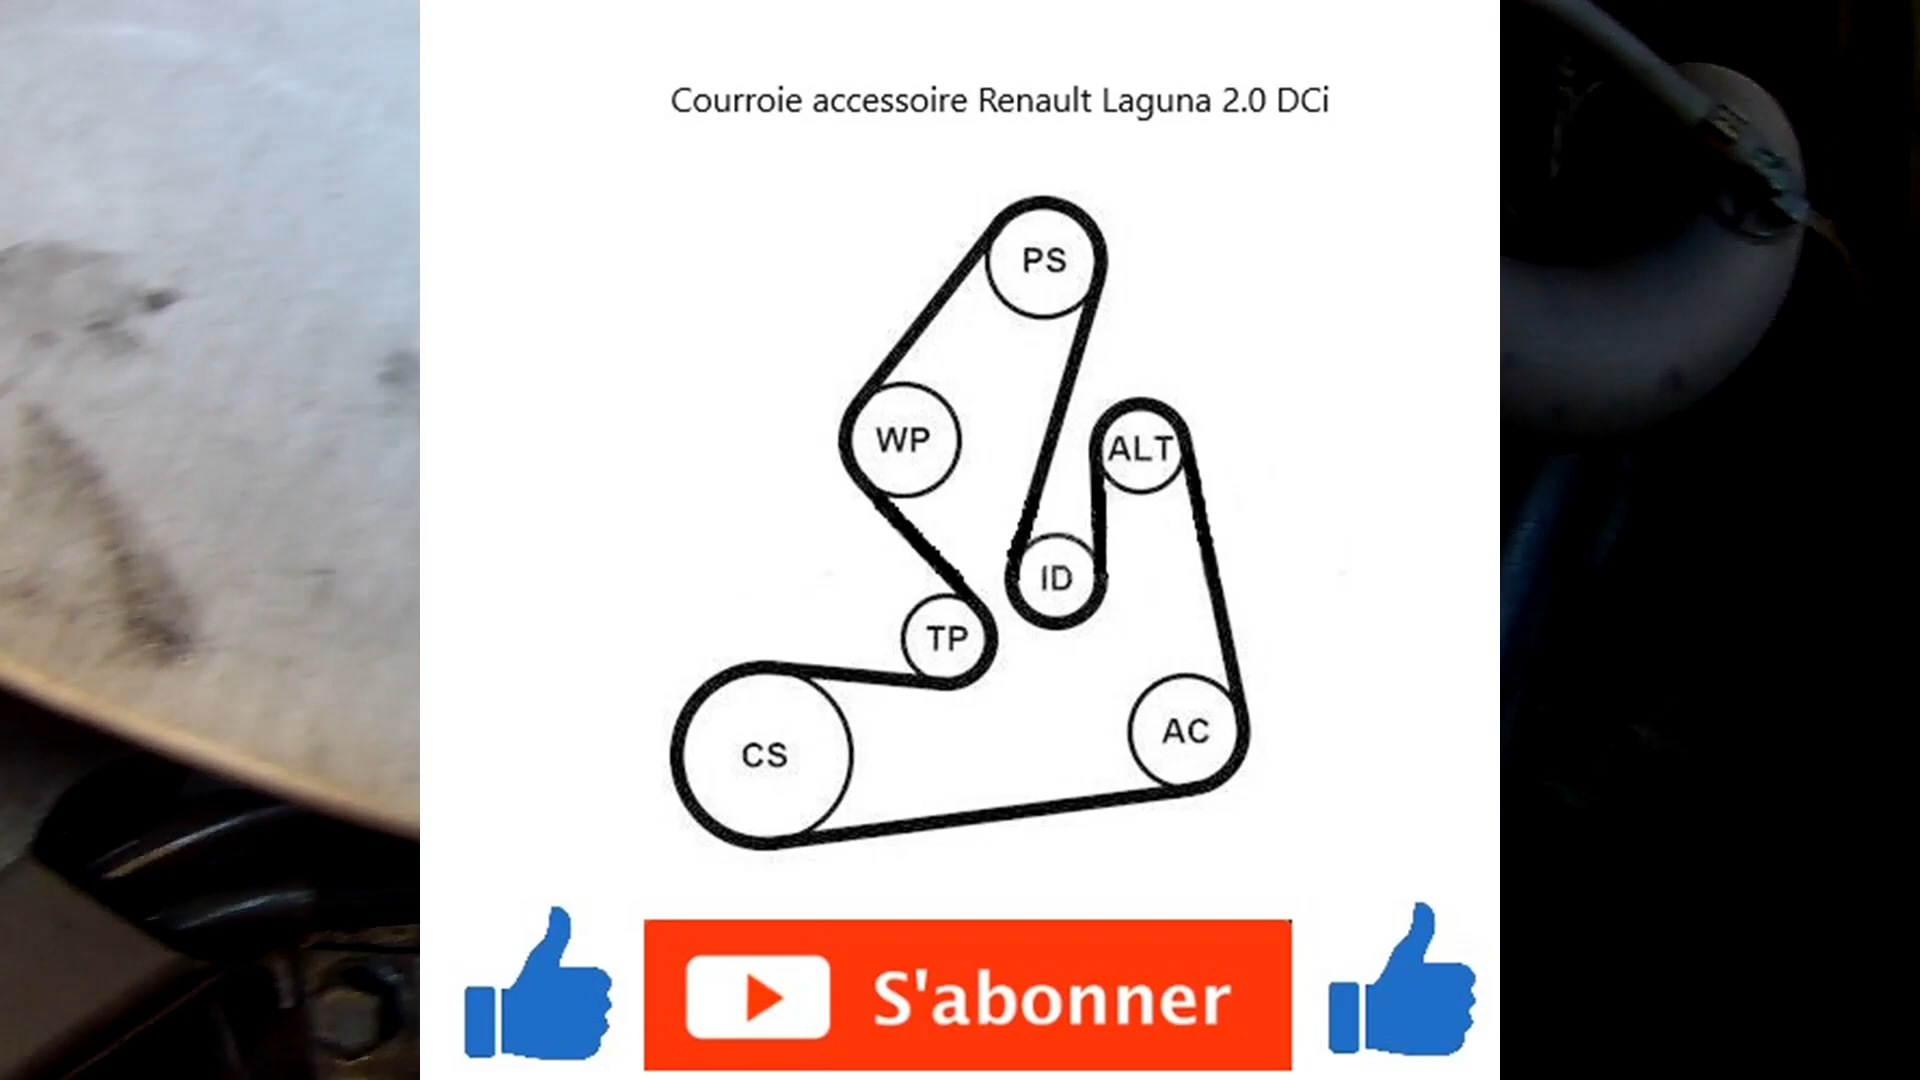 Courroie accessoire Renault Laguna 2.0 DCi
PS
WP
ALT
ID
TP
AC
CS
S'abonner